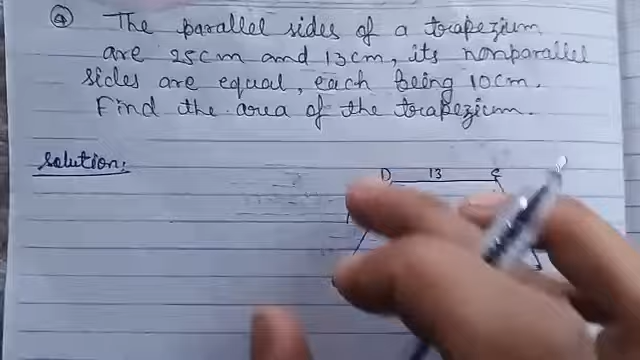 Q The parallel sides of a trapezium
are 25cm and 13cm, its nonparallel
sides are equal, each being 10cm.
Find the area of the trapezium.
Solution:
D 13 C